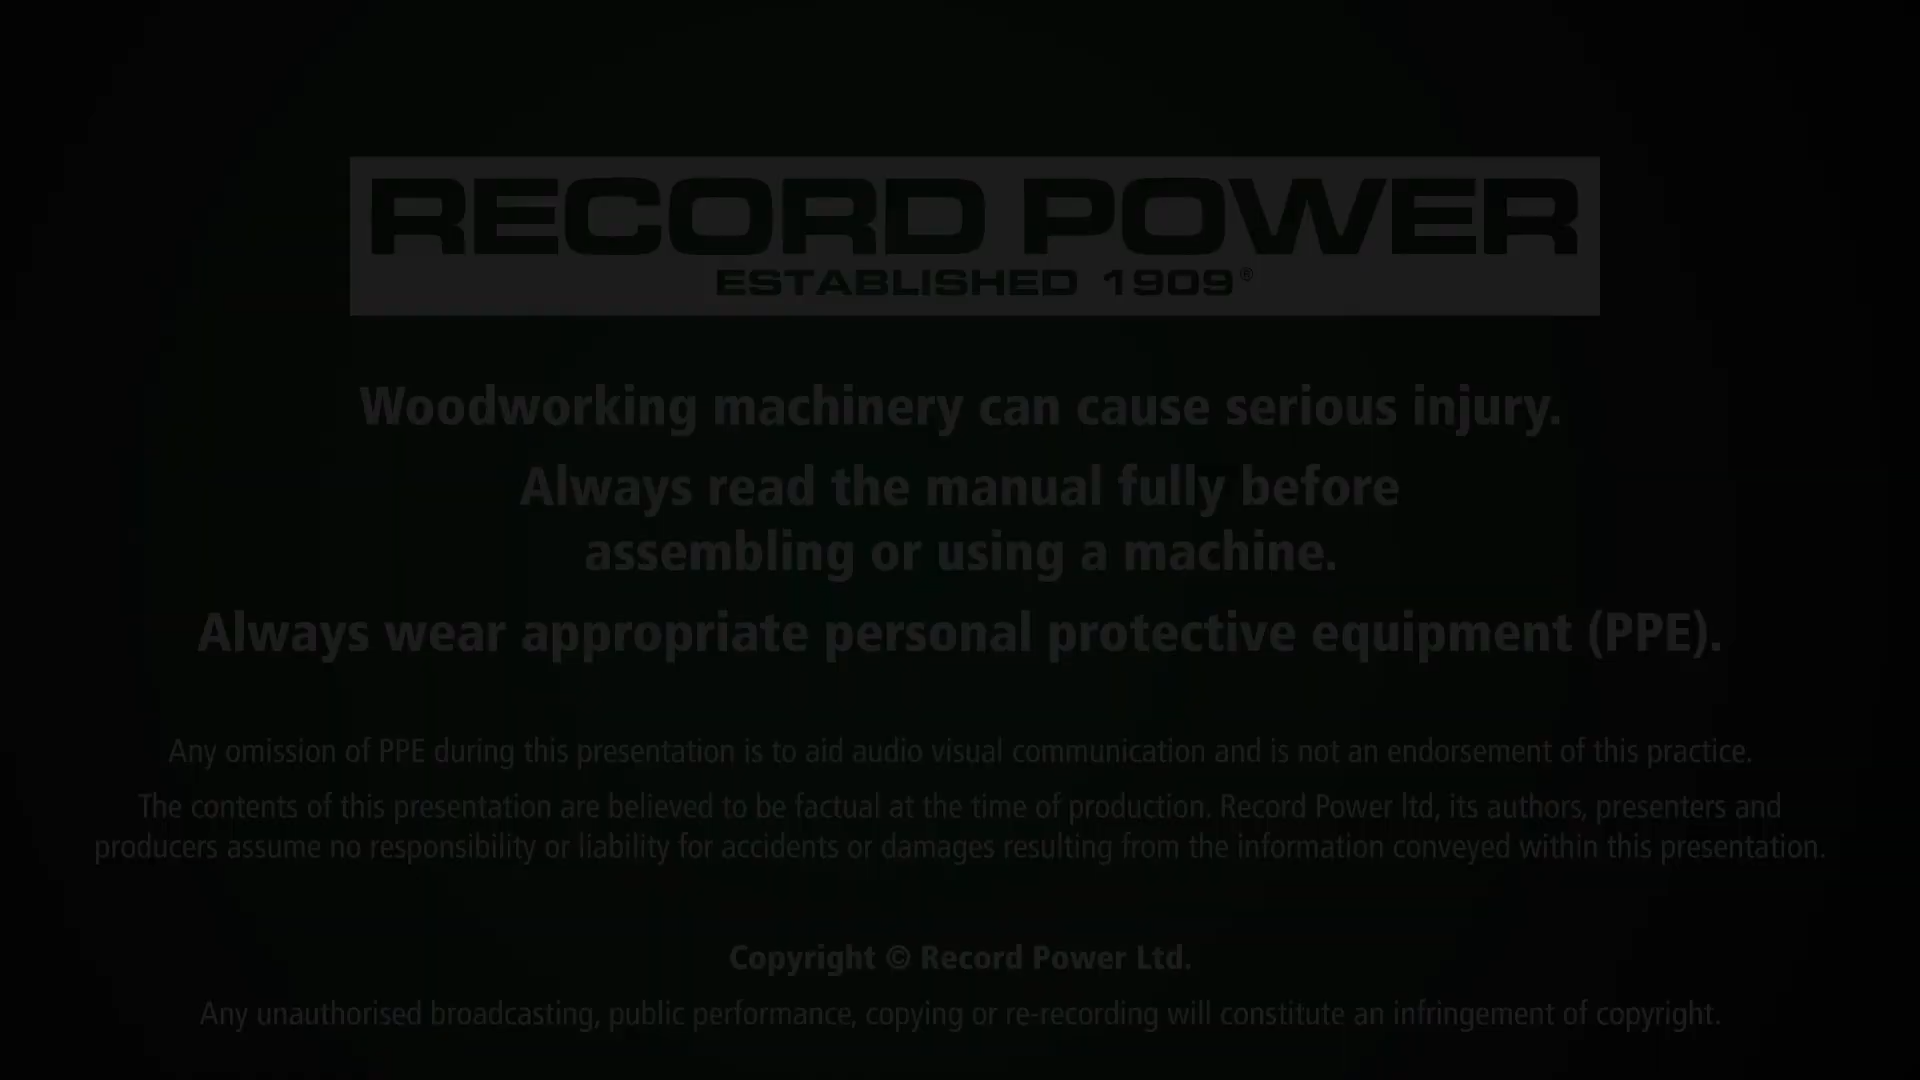 RECORD POWER
ESTABLISHED 1909®
Woodworking machinery can cause serious injury.
Always read the manual fully before
assembling or using a machine.
Always wear appropriate personal protective equipment (PPE).
Any omission of PPE during this presentation is to aid audio visual communication and is not an endorsement of this practice.
The contents of this presentation are believed to be factual at the time of production. Record Power ltd, its authors, presenters and
producers assume no responsibility or liability for accidents or damages resulting from the information conveyed within this presentation.
Copyright © Record Power Ltd.
Any unauthorised broadcasting, public performance, copying or re-recording will constitute an infringement of copyright.